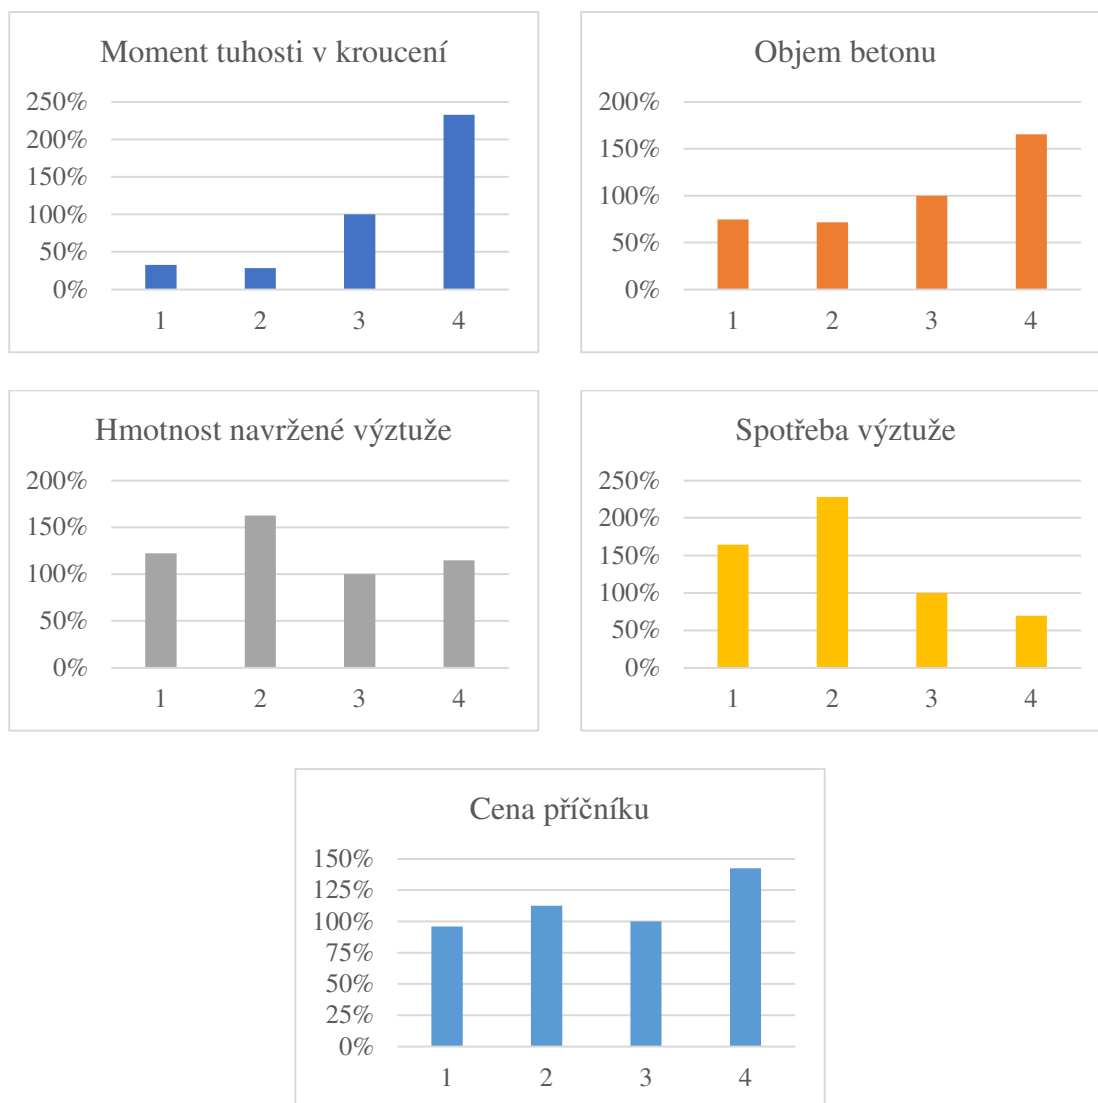 Moment tuhosti v kroucení
250%
200%
150%
100%
50%
0%
1 2 3 4
Objem betonu
200%
150%
100%
50%
0%
1 2 3 4
Hmotnost navržené výztuže
200%
150%
100%
50%
0%
1 2 3 4
Spotřeba výztuže
250%
200%
150%
100%
50%
0%
1 2 3 4
Cena příčníku
150%
125%
100%
75%
50%
25%
0%
1 2 3 4